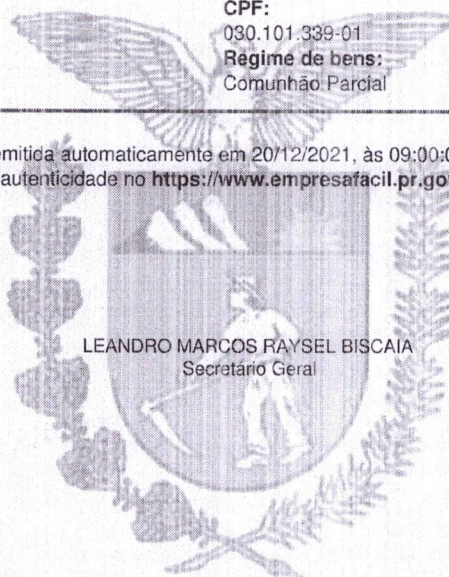 CPF:
030.101.339-01
Regime de bens:
Comunhão Parcial
emitida automaticamente em 20/12/2021, às 09:00:0
autenticidade no https://www.empresafacil.pr.go
LEANDRO MARCOS RAYSEL BISCAIA
Secretário Geral